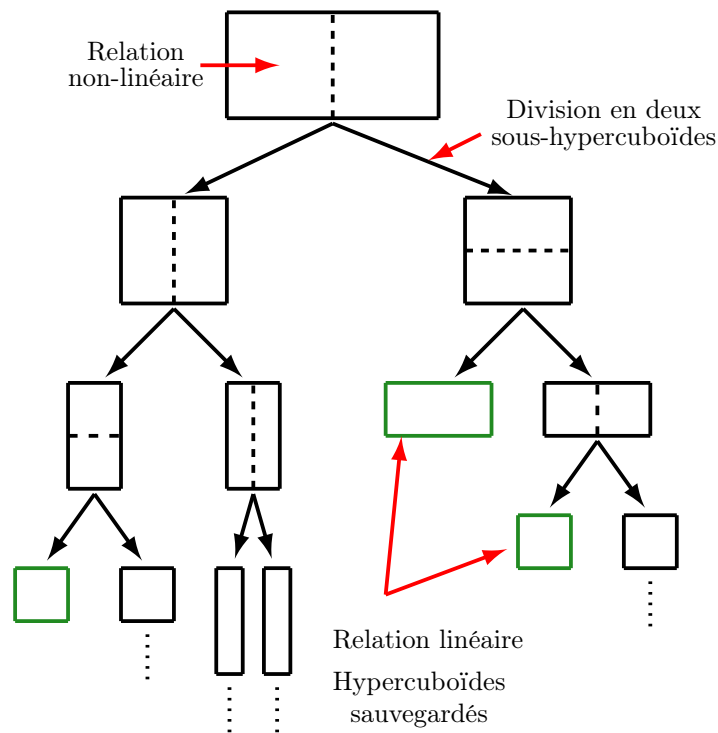 Relation
non-linéaire
Division en deux
sous-hypercuboïdes
Relation linéaire
Hypercuboïdes
sauvegardés